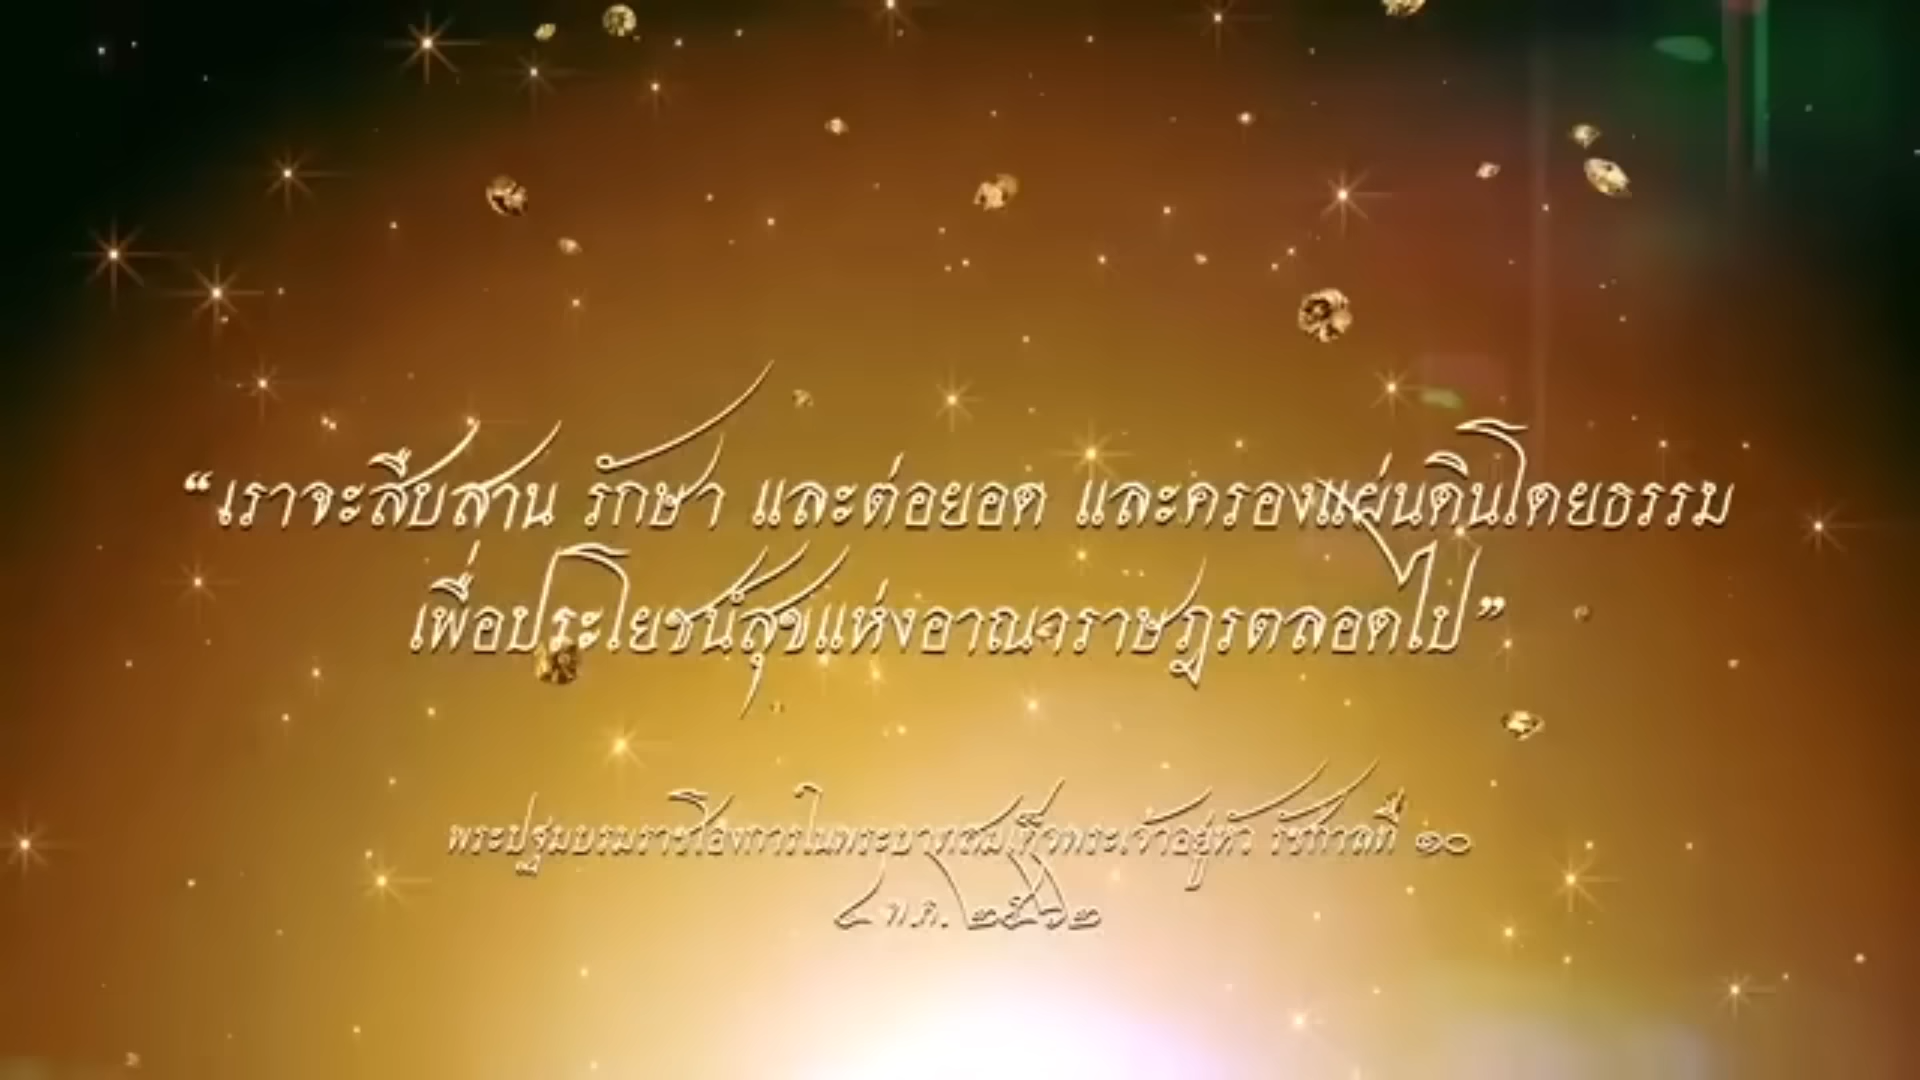 “เราจะสืบสาน รักษา และต่อยอด และครองแผ่นดินโดยธรรม
เพื่อประโยชน์สุขแห่งอาณาราษฎรตลอดไป”
พระปฐมบรมราชโองการในพระบาทสมเด็จพระเจ้าอยู่หัว รัชกาลที่ ๑๐
๔ พ.ค. ๒๕๖๒